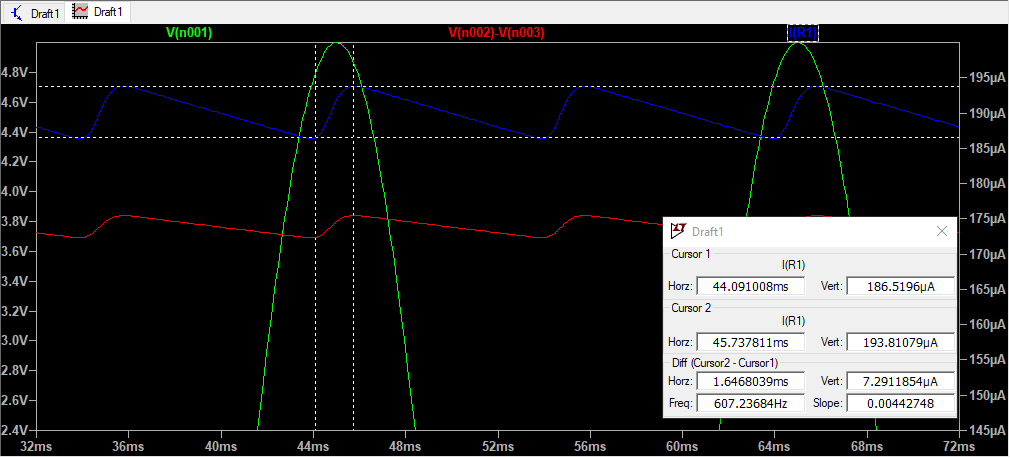 Draft1 Draft1
V(n001) V(n002)-V(n003) I(R1)
4.8V 195µA
4.6V 190µA
4.4V 185µA
4.2V 180µA
4.0V 175µA
3.8V 170µA
3.6V 165µA
3.4V 160µA
3.2V 155µA
3.0V 150µA
2.8V 145µA
2.6V
2.4V
32ms 36ms 40ms 44ms 48ms 52ms 56ms 60ms 64ms 68ms 72ms
Draft1
Cursor 1
I(R1)
Horz: 44.091008ms Vert: 186.5196µA
Cursor 2
I(R1)
Horz: 45.737811ms Vert: 193.81079µA
Diff (Cursor2 - Cursor1)
Horz: 1.6468039ms Vert: 7.2911854µA
Freq: 607.23684Hz Slope: 0.00442748